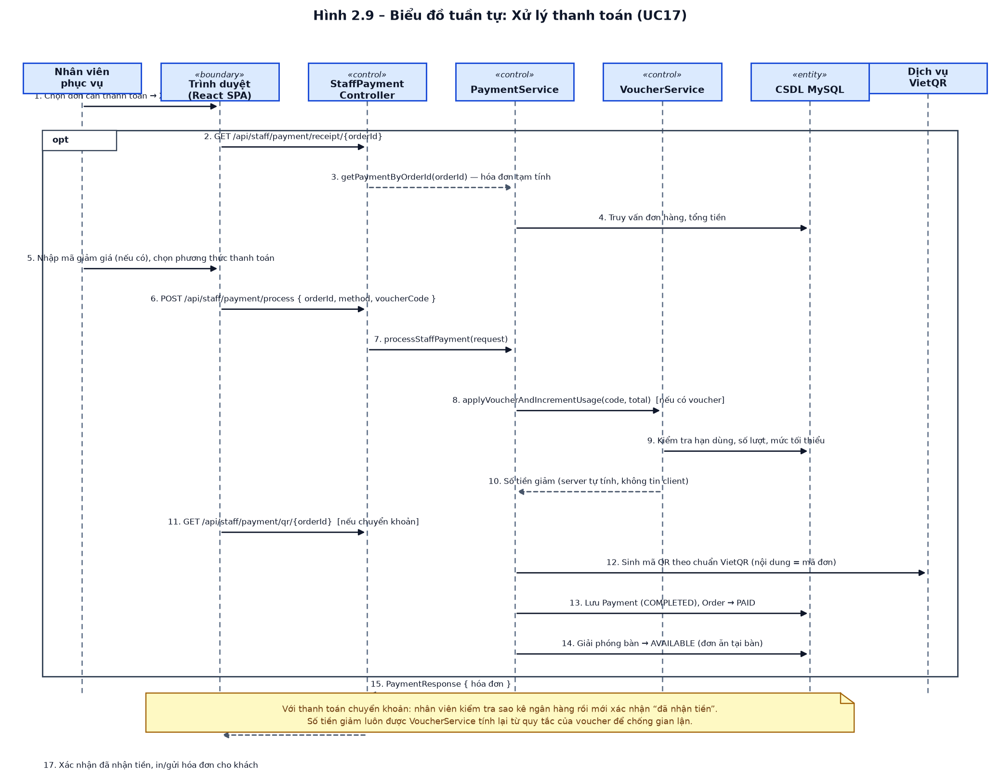 Hình 2.9 – Biểu đồ tuần tự: Xử lý thanh toán (UC17)
Nhân viên
phục vụ
«boundary»
Trình duyệt
(React SPA)
«control»
StaffPayment
Controller
«control»
PaymentService
«control»
VoucherService
«entity»
CSDL MySQL
Dịch vụ
VietQR
1. Chọn đơn cần thanh toán →
opt
2. GET /api/staff/payment/receipt/{orderId}
3. getPaymentByOrderId(orderId) — hóa đơn tạm tính
4. Truy vấn đơn hàng, tổng tiền
5. Nhập mã giảm giá (nếu có), chọn phương thức thanh toán
6. POST /api/staff/payment/process { orderId, method, voucherCode }
7. processStaffPayment(request)
8. applyVoucherAndIncrementUsage(code, total)  [nếu có voucher]
9. Kiểm tra hạn dùng, số lượt, mức tối thiểu
10. Số tiền giảm (server tự tính, không tin client)
11. GET /api/staff/payment/qr/{orderId}  [nếu chuyển khoản]
12. Sinh mã QR theo chuẩn VietQR (nội dung = mã đơn)
13. Lưu Payment (COMPLETED), Order → PAID
14. Giải phóng bàn → AVAILABLE (đơn ăn tại bàn)
15. PaymentResponse { hóa đơn }
Với thanh toán chuyển khoản: nhân viên kiểm tra sao kê ngân hàng rồi mới xác nhận “đã nhận tiền”.
Số tiền giảm luôn được VoucherService tính lại từ quy tắc của voucher để chống gian lận.
17. Xác nhận đã nhận tiền, in/gửi hóa đơn cho khách